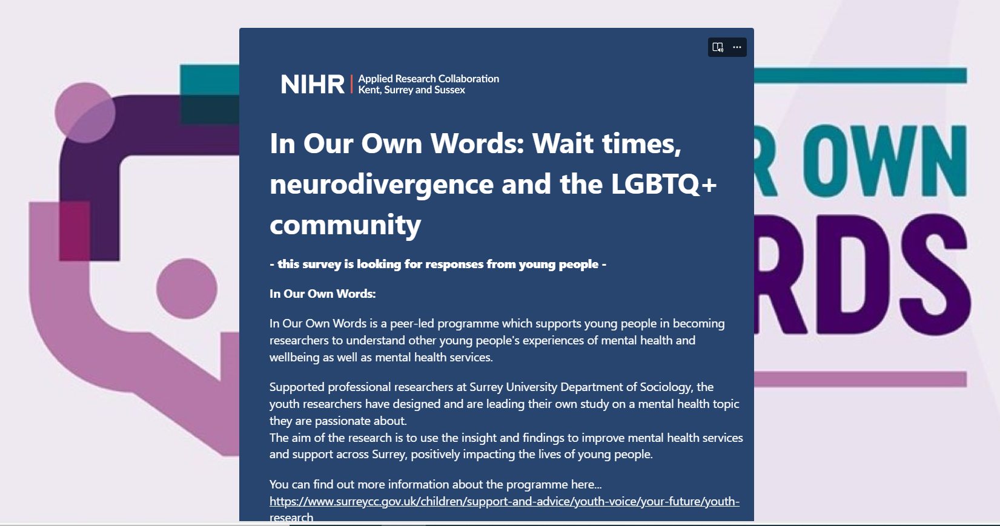 NIHR
Applied Research Collaboration
Kent, Surrey and Sussex
In Our Own Words: Wait times,
neurodivergence and the LGBTQ+
community
- this survey is looking for responses from young people -
In Our Own Words:
In Our Own Words is a peer-led programme which supports young people in becoming
researchers to understand other young people's experiences of mental health and
wellbeing as well as mental health services.
Supported professional researchers at Surrey University Department of Sociology, the
youth researchers have designed and are leading their own study on a mental health topic
they are passionate about.
The aim of the research is to use the insight and findings to improve mental health services
and support across Surrey, positively impacting the lives of young people.
You can find out more information about the programme here...
https://www.surreycc.gov.uk/children/support-and-advice/youth-voice/your-future/youth-
research
R OWN
RDS